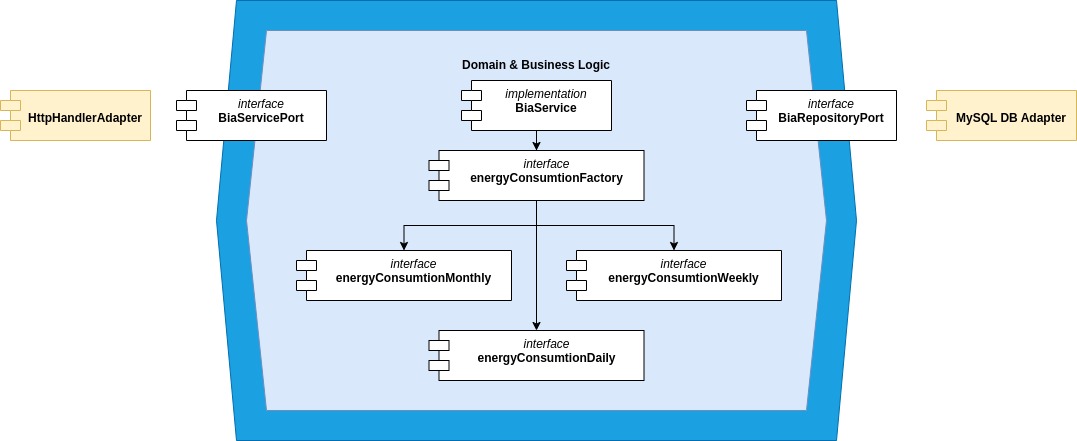 Domain & Business Logic
HttpHandlerAdapter
interface
BiaServicePort
implementation
BiaService
interface
BiaRepositoryPort
MySQL DB Adapter
interface
energyConsumtionFactory
interface
energyConsumtionMonthly
interface
energyConsumtionWeekly
interface
energyConsumtionDaily